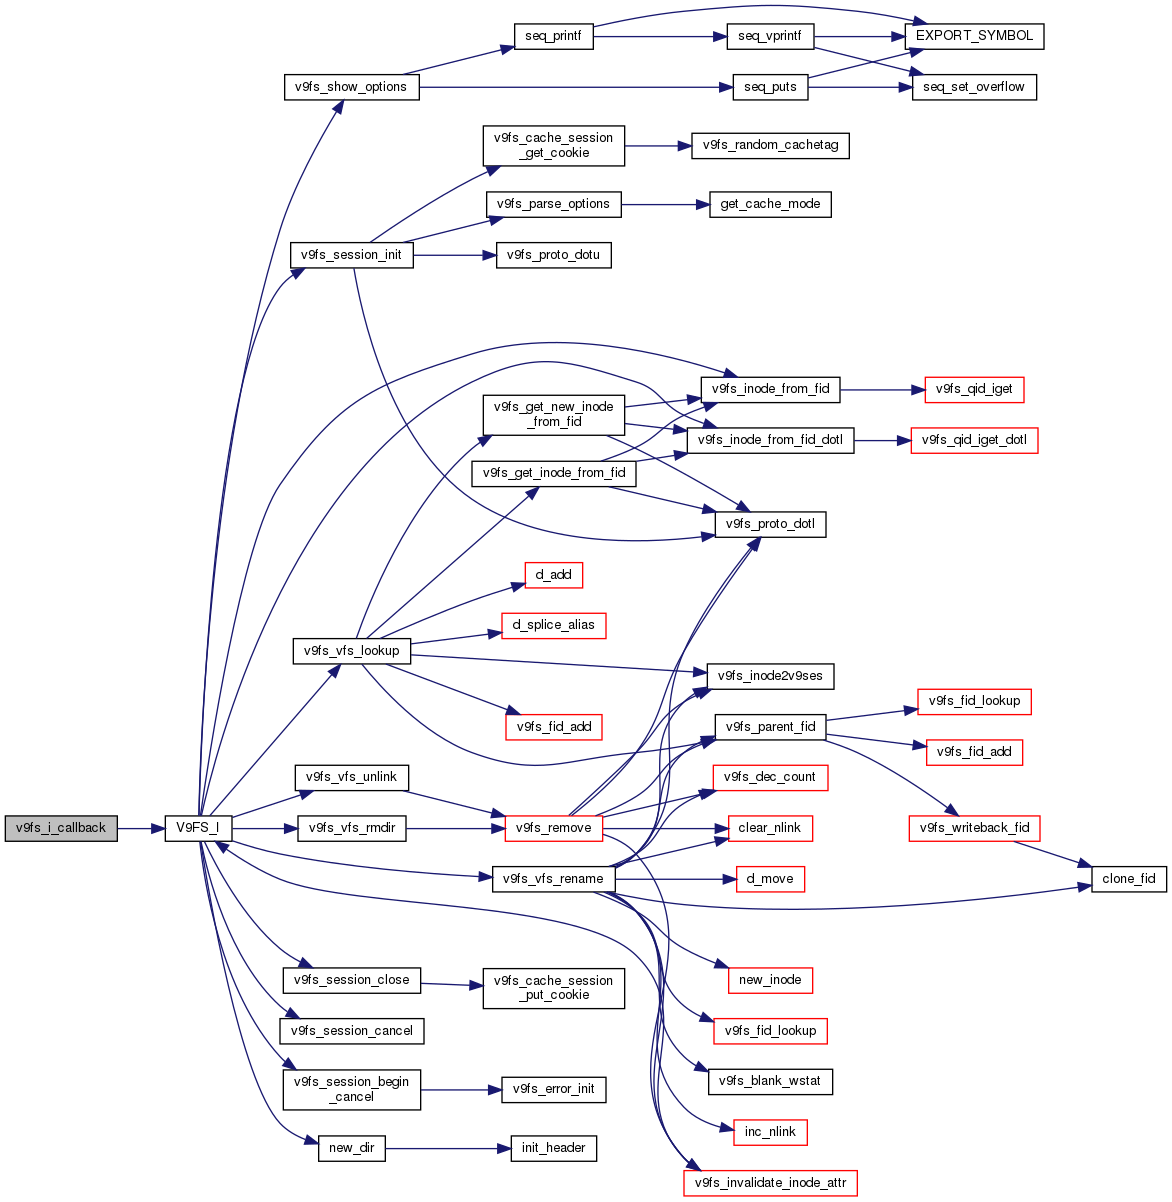 seq_printf
seq_vprintf
EXPORT_SYMBOL
v9fs_show_options
seq_puts
seq_set_overflow
v9fs_cache_session
_get_cookie
v9fs_random_cachetag
v9fs_parse_options
get_cache_mode
v9fs_session_init
v9fs_proto_dotu
v9fs_inode_from_fid
v9fs_qid_iget
v9fs_get_new_inode
_from_fid
v9fs_inode_from_fid_dotl
v9fs_qid_iget_dotl
v9fs_get_inode_from_fid
v9fs_proto_dotl
d_add
d_splice_alias
v9fs_vfs_lookup
v9fs_inode2v9ses
v9fs_fid_add
v9fs_parent_fid
v9fs_fid_lookup
v9fs_fid_add
v9fs_vfs_unlink
v9fs_dec_count
v9fs_i_callback
V9FS_I
v9fs_vfs_rmdir
v9fs_remove
clear_nlink
v9fs_writeback_fid
v9fs_vfs_rename
d_move
clone_fid
v9fs_session_close
v9fs_cache_session
_put_cookie
new_inode
v9fs_session_cancel
v9fs_fid_lookup
v9fs_session_begin
_cancel
v9fs_error_init
v9fs_blank_wstat
inc_nlink
new_dir
init_header
v9fs_invalidate_inode_attr